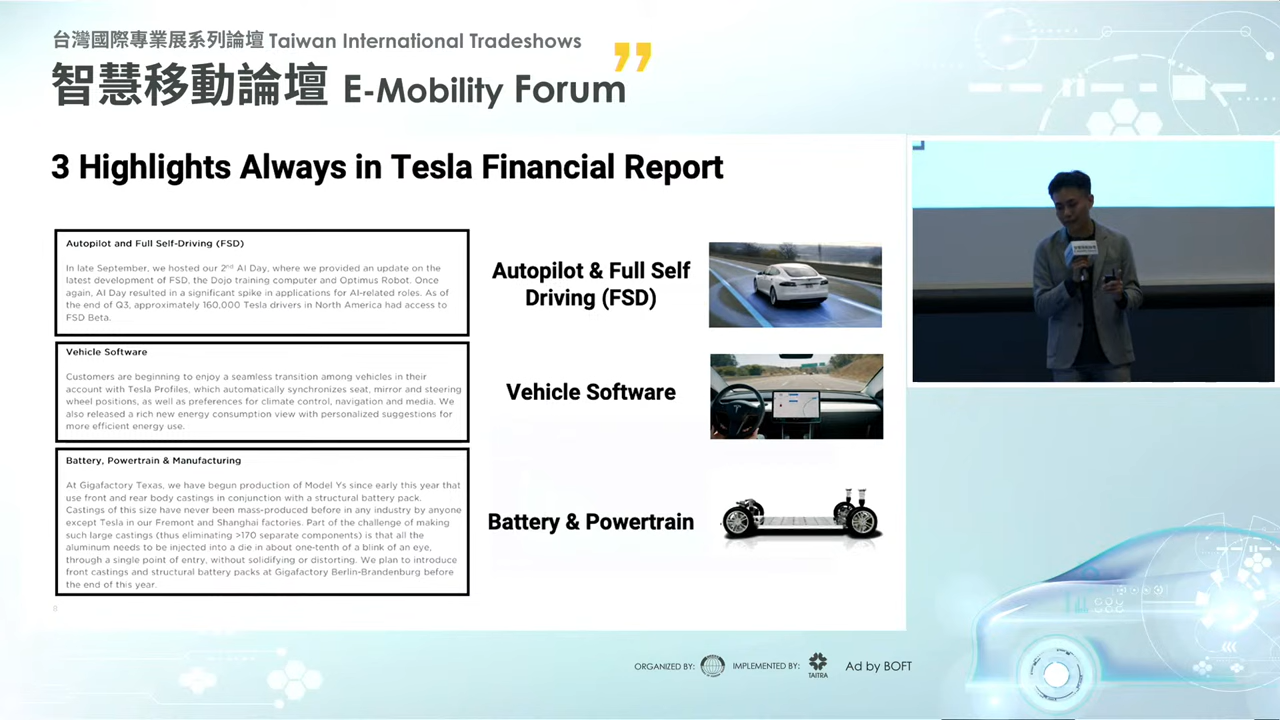 台灣國際專業展系列論壇 Taiwan International Tradeshows
智慧移動論壇 E-Mobility Forum
3 Highlights Always in Tesla Financial Report
Autopilot and Full Self-Driving (FSD)
In late September, we hosted our 2nd AI Day, where we provided an update on the
latest development of FSD, the Dojo training computer and Optimus Robot. Once
again, AI Day resulted in a significant spike in applications for AI-related roles. As of
the end of Q3, approximately 160,000 Tesla drivers in North America had access to
FSD Beta.
Autopilot & Full Self
Driving (FSD)
Vehicle Software
Customers are beginning to enjoy a seamless transition among vehicles in their
account with Tesla Profiles, which automatically synchronizes seat, mirror and steering
wheel positions, as well as preferences for climate control, navigation and media. We
also released a rich new energy consumption view with personalized suggestions for
more efficient energy use.
Vehicle Software
Battery, Powertrain & Manufacturing
At Gigafactory Texas, we have begun production of Model Ys since early this year that
use front and rear body castings in conjunction with a structural battery pack.
Castings of this size have never been mass-produced before in any industry by anyone
except Tesla in our Fremont and Shanghai factories. Part of the challenge of making
such large castings (thus eliminating >170 separate components) is that all the
aluminum needs to be injected into a die in about one-tenth of a blink of an eye,
through a single point of entry, without solidifying or distorting. We plan to introduce
front castings and structural battery packs at Gigafactory Berlin-Brandenburg before
the end of this year.
Battery & Powertrain
ORGANIZED BY: IMPLEMENTED BY: TAITRA Ad by BOFT